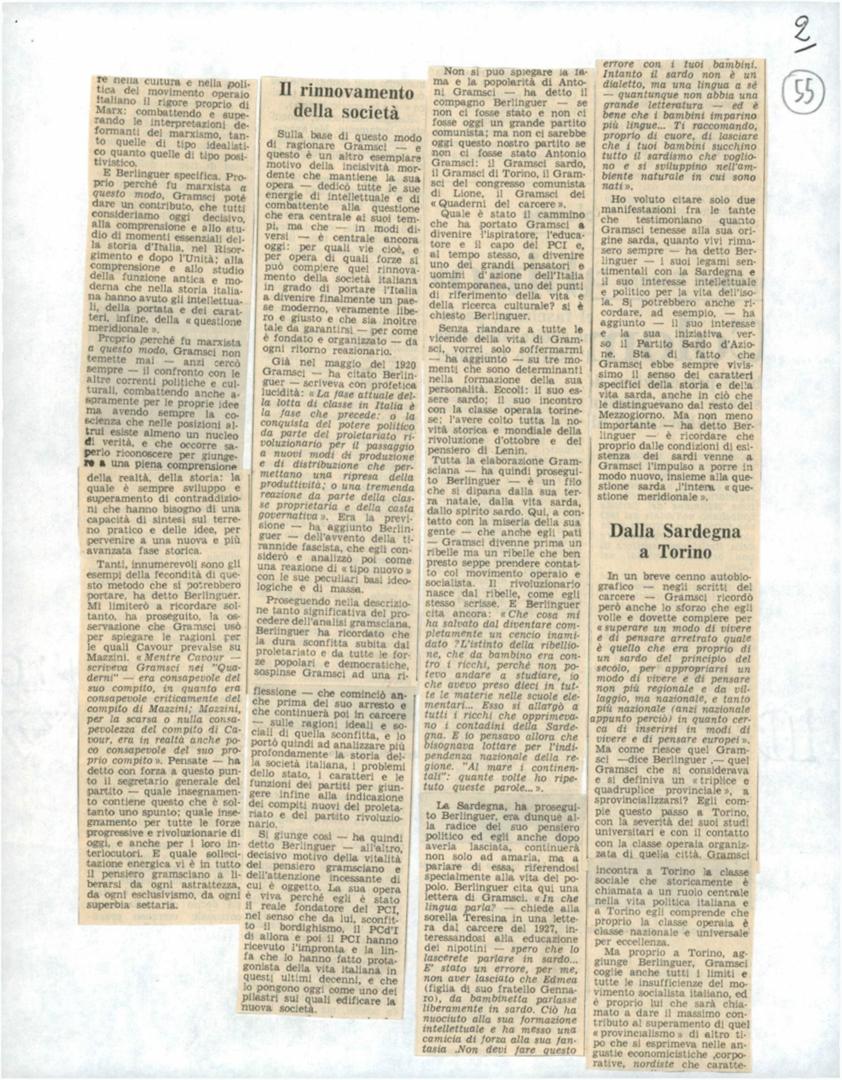 2
55
re nella cultura e nella poli-
tica del movimento operaio
italiano il rigore proprio di
Marx: combattendo e supe-
rando le interpretazioni de-
formanti del marxismo, tan-
to quelle di tipo idealisti-
co quanto quelle di tipo posi-
tivistico.
E Berlinguer specifica. Pro-
prio perché fu marxista a
questo modo, Gramsci poté
dare un contributo, che tutti
consideriamo oggi decisivo,
alla comprensione e allo stu-
dio di momenti essenziali del-
la storia d'Italia, nel Risor-
gimento e dopo l'Unità; alla
comprensione e allo studio
della funzione antica e mo-
derna che nella storia italia-
na hanno avuto gli intellettua-
li, della portata e dei carat-
teri, infine, della « questione
meridionale ».
Proprio perché fu marxista
a questo modo, Gramsci non
temette mai — anzi cercò
sempre — il confronto con le
altre correnti politiche e cul-
turali, combattendo anche a-
spramente per le proprie idee
ma avendo sempre la co-
scienza che nelle posizioni al-
trui esiste almeno un nucleo
di verità, e che occorre sa-
perlo riconoscere per giunge-
re a una piena comprensione
della realtà, della storia: la
quale è sempre sviluppo e
superamento di contraddizio-
ni che hanno bisogno di una
capacità di sintesi sul terre-
no pratico e delle idee, per
pervenire a una nuova e più
avanzata fase storica.
Tanti, innumerevoli sono gli
esempi della fecondità di que-
sto metodo che si potrebbero
portare, ha detto Berlinguer.
Mi limiterò a ricordare sol-
tanto, ha proseguito, la os-
servazione che Gramsci usò
per spiegare le ragioni per
le quali Cavour prevalse su
Mazzini. « Mentre Cavour —
scriveva Gramsci nei "Qua-
derni" — era consapevole del
suo compito, in quanto era
consapevole criticamente del
compito di Mazzini; Mazzini,
per la scarsa o nulla consa-
pevolezza del compito di Ca-
vour, era in realtà anche po-
co consapevole del suo pro-
prio compito ». Pensate — ha
detto con forza a questo punto
il segretario generale del
partito — quale insegnamen-
to contiene questo che è sol-
tanto uno spunto; quale inse-
gnamento per tutte le forze
progressive e rivoluzionarie di
oggi, e anche per i loro in-
terlocutori. E quale solleci-
tazione energica vi è in tutto
il pensiero gramsciano a li-
berarsi da ogni astrattezza,
da ogni esclusivismo, da ogni
superbia settaria.
Il rinnovamento
della società
Sulla base di questo modo
di ragionare Gramsci — e
questo è un altro esemplare
motivo della incisività mor-
dente che mantiene la sua
opera — dedicò tutte le sue
energie di intellettuale e di
combattente alla questione
che era centrale ai suoi tem-
pi, ma che — in modi di-
versi — è centrale ancora
oggi: per quali vie cioè, e
per opera di quali forze si
può compiere quel rinnova-
mento della società italiana
in grado di portare l'Italia
a divenire finalmente un pae-
se moderno, veramente libe-
ro e giusto e che sia inoltre
tale da garantirsi — per come
è fondato e organizzato — da
ogni ritorno reazionario.
Già nel maggio del 1920
Gramsci — ha citato Berlin-
guer — scriveva con profetica
lucidità: « La fase attuale del-
la lotta di classe in Italia è
la fase che precede: o la
conquista del potere politico
da parte del proletariato ri-
voluzionario per il passaggio
a nuovi modi di produzione
e di distribuzione che per-
mettano una ripresa della
produttività; o una tremenda
reazione da parte della clas-
se proprietaria e della casta
governativa ». Era la previ-
sione — ha aggiunto Berlin-
guer — dell'avvento della ti-
rannide fascista, che egli con-
siderò e analizzò poi come
una reazione di « tipo nuovo »
con le sue peculiari basi ideo-
logiche e di massa.
Proseguendo nella descrizio-
ne tanto significativa del pro-
cedere dell'analisi gramsciana,
Berlinguer ha ricordato che
la dura sconfitta subita dal
proletariato e da tutte le for-
ze popolari e democratiche,
sospinse Gramsci ad una ri-
flessione — che cominciò an-
che prima del suo arresto e
che continuerà poi in carcere
— sulle ragioni ideali e so-
ciali di quella sconfitta, e lo
portò quindi ad analizzare più
profondamente la storia del-
la società italiana, i problemi
dello stato, i caratteri e le
funzioni dei partiti per giun-
gere infine alla indicazione
dei compiti nuovi del proleta-
riato e del partito rivoluzio-
nario.
Si giunge così — ha quindi
detto Berlinguer — all'altro,
decisivo motivo della vitalità
del pensiero gramsciano e
dell'attenzione incessante di
cui è oggetto. La sua opera
è viva perché egli è stato
il reale fondatore del PCI,
nel senso che da lui, sconfit-
to il bordighismo, il PCd'I
di allora e poi il PCI hanno
ricevuto l'impronta e la lin-
fa che lo hanno fatto prota-
gonista della vita italiana in
questi ultimi decenni, e che
lo pongono oggi come uno dei
pilastri sui quali edificare la
nuova società.
Non si può spiegare la fa-
ma e la popolarità di Anto-
ni Gramsci — ha detto il
compagno Berlinguer — se
non ci fosse stato e non ci
fosse oggi un grande partito
comunista; ma non ci sarebbe
oggi questo nostro partito se
non ci fosse stato Antonio
Gramsci: il Gramsci sardo,
il Gramsci di Torino, il Gram-
sci del congresso comunista
di Lione, il Gramsci dei
« Quaderni del carcere ».
Quale è stato il cammino
che ha portato Gramsci a
divenire l'ispiratore, l'educa-
tore e il capo del PCI e,
al tempo stesso, a divenire
uno dei grandi pensatori e
uomini d'azione dell'Italia
contemporanea, uno dei punti
di riferimento della vita e
della ricerca culturale? si è
chiesto Berlinguer.
Senza riandare a tutte le
vicende della vita di Gram-
sci, vorrei solo soffermarmi
— ha aggiunto — su tre mo-
menti che sono determinanti
nella formazione della sua
personalità. Eccoli: il suo es-
sere sardo; il suo incontro
con la classe operaia torine-
se; l'avere colto tutta la no-
vità storica e mondiale della
rivoluzione d'ottobre e del
pensiero di Lenin.
Tutta la elaborazione Gram-
sciana — ha quindi prosegui-
to Berlinguer — è un filo
che si dipana dalla sua ter-
ra natale, dalla vita sarda,
dallo spirito sardo. Qui, a con-
tatto con la miseria della sua
gente — che anche egli patì
— Gramsci divenne prima un
ribelle ma un ribelle che ben
presto seppe prendere contat-
to col movimento operaio e
socialista. Il rivoluzionario
nasce dal ribelle, come egli
stesso scrisse. E Berlinguer
cita ancora: « Che cosa mi
ha salvato dal diventare com-
pletamente un cencio inami-
dato? L'istinto della ribellio-
ne, che da bambino era con-
tro i ricchi, perché non po-
tevo andare a studiare, io
che avevo preso dieci in tut-
te le materie nelle scuole ele-
mentari... Esso si allargò a
tutti i ricchi che opprimeva-
no i contadini della Sarde-
gna. E io pensavo allora che
bisognava lottare per l'indi-
pendenza nazionale della re-
gione. "Al mare i continen-
tali": quante volte ho ripe-
tuto queste parole... ».
La Sardegna, ha prosegui-
to Berlinguer, era dunque al-
la radice del suo pensiero
politico ed egli anche dopo
averla lasciata, continuerà
non solo ad amarla, ma a
parlare di essa, riferendosi
specialmente alla vita del po-
polo. Berlinguer cita qui una
lettera di Gramsci. « In che
lingua parla? — chiede alla
sorella Teresina in una lette-
ra dal carcere del 1927, in-
teressandosi alla educazione
dei nipotini — spero che lo
lascerete parlare in sardo...
E' stato un errore, per me,
non aver lasciato che Edmea
(figlia di suo fratello Genna-
ro), da bambinetta parlasse
liberamente in sardo. Ciò ha
nuociuto alla sua formazione
intellettuale e ha messo una
camicia di forza alla sua fan-
tasia .Non devi fare questo
errore con i tuoi bambini.
Intanto il sardo non è un
dialetto, ma una lingua a sé
— quantunque non abbia una
grande letteratura — ed è
bene che i bambini imparino
più lingue... Ti raccomando,
proprio di cuore, di lasciare
che i tuoi bambini succhino
tutto il sardismo che voglio-
no e si sviluppino nell'am-
biente naturale in cui sono
nati ».
Ho voluto citare solo due
manifestazioni fra le tante
che testimoniano quanto
Gramsci tenesse alla sua ori-
gine sarda, quanto vivi rima-
sero sempre — ha detto Ber-
linguer — i suoi legami sen-
timentali con la Sardegna e
il suo interesse intellettuale
e politico per la vita dell'iso-
la. Si potrebbero anche ri-
cordare, ad esempio, — ha
aggiunto — il suo interesse
e la sua iniziativa ver-
so il Partito Sardo d'Azio-
ne. Sta di fatto che
Gramsci ebbe sempre vivis-
simo il senso dei caratteri
specifici della storia e della
vita sarda, anche in ciò che
le distinguevano dal resto del
Mezzogiorno. Ma non meno
importante — ha detto Ber-
linguer — è ricordare che
proprio dalle condizioni di esi-
stenza dei sardi venne a
Gramsci l'impulso a porre in
modo nuovo, insieme alla que-
stione sarda ,l'intera « que-
stione meridionale ».
Dalla Sardegna
a Torino
In un breve cenno autobio-
grafico — negli scritti del
carcere — Gramsci ricordò
però anche lo sforzo che egli
volle e dovette compiere per
« superare un modo di vivere
e di pensare arretrato quale
è quello che era proprio di
un sardo del principio del
secolo, per appropriarsi un
modo di vivere e di pensare
non più regionale e da vil-
laggio, ma nazionale, e tanto
più nazionale (anzi nazionale
appunto perciò) in quanto cer-
ca di inserirsi in modi di
vivere e di pensare europei ».
Ma come riesce quel Gram-
sci —dice Berlinguer ,— quel
Gramsci che si considerava
e si definiva un « triplice e
quadruplice provinciale », a
sprovincializzarsi? Egli com-
pie questo passo a Torino,
con la severità dei suoi studi
universitari e con il contatto
con la classe operaia organiz-
zata di quella città. Gramsci
incontra a Torino la classe
sociale che storicamente è
chiamata a un ruolo centrale
nella vita politica italiana e
a Torino egli comprende che
proprio la classe operaia è
classe nazionale e universale
per eccellenza.
Ma proprio a Torino, ag-
giunge Berlinguer, Gramsci
coglie anche tutti i limiti e
tutte le insufficienze del mo-
vimento socialista italiano, ed
è proprio lui che sarà chia-
mato a dare il massimo con-
tributo al superamento di quel
« provincialismo » di altro ti-
po che si esprimeva nelle an-
gustie economicistiche ,corpo-
rative, nordiste che caratte-